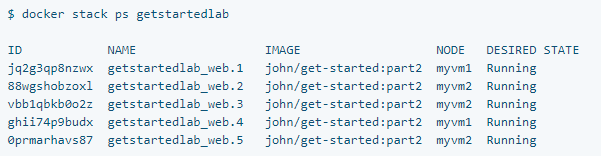 $ docker stack ps getstartedlab
ID NAME IMAGE NODE DESIRED STATE
jq2g3qp8nzwx getstartedlab_web.1 john/get-started:part2 myvm1 Running
88wgshobzoxl getstartedlab_web.2 john/get-started:part2 myvm2 Running
vbb1qbkb0o2z getstartedlab_web.3 john/get-started:part2 myvm2 Running
ghii74p9budx getstartedlab_web.4 john/get-started:part2 myvm1 Running
0prmarhavs87 getstartedlab_web.5 john/get-started:part2 myvm2 Running